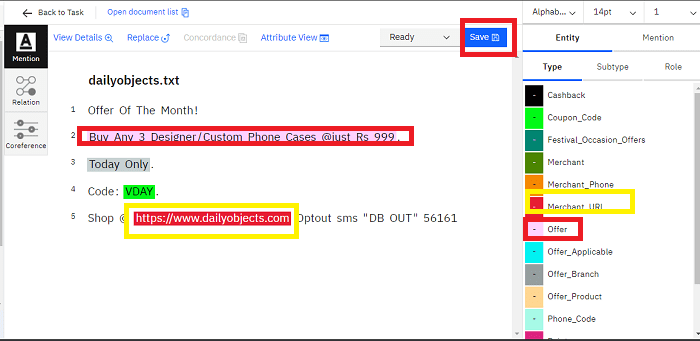 Back to Task Open document list Alphab... 14pt 1
View Details Replace Concordance Attribute View Ready Save Entity Mention
A
Mention
Relation
Coreference
Type Subtype Role
dailyobjects.txt
1 Offer Of The Month!
2 Buy Any 3 Designer/Custom Phone Cases @just Rs 999.
3 Today Only.
4 Code: VDAY.
5 Shop @ https://www.dailyobjects.com Optout sms "DB OUT" 56161
- Cashback
- Coupon_Code
- Festival_Occasion_Offers
- Merchant
- Merchant_Phone
- Merchant_URL
- Offer
- Offer_Applicable
- Offer_Branch
- Offer_Product
- Phone_Code